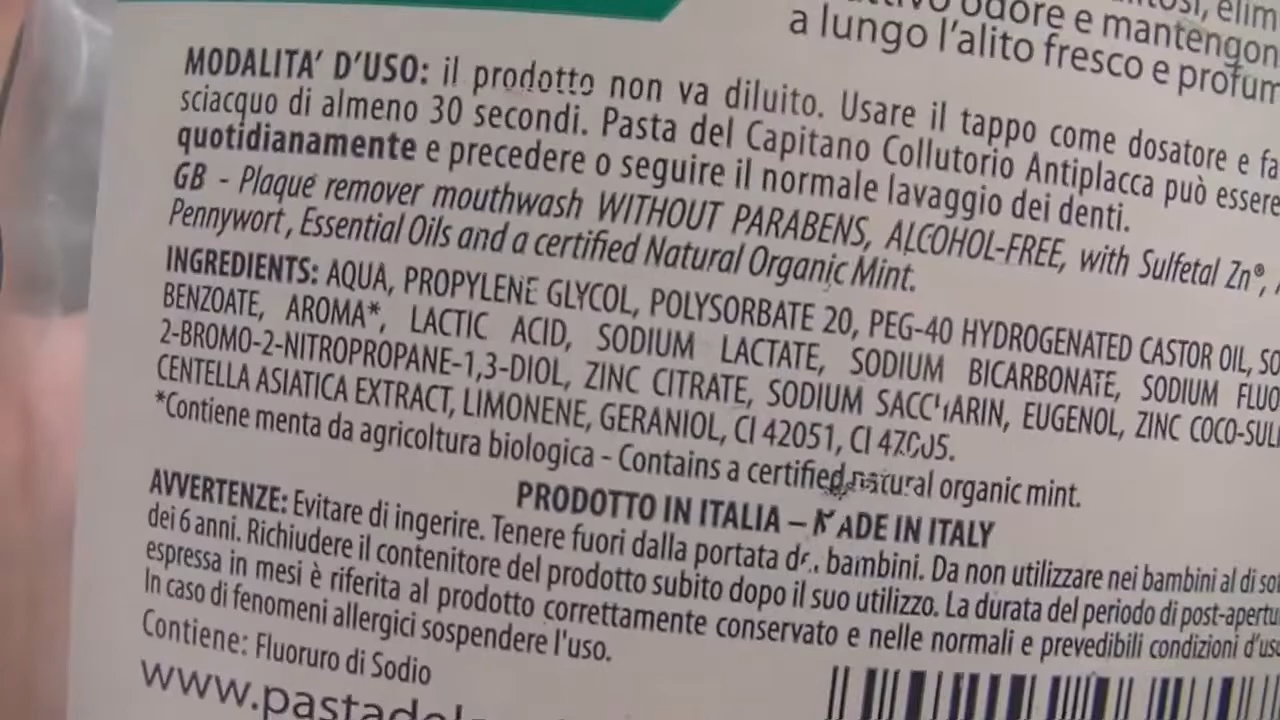 odore e mantengon
a lungo l'alito fresco e profum
MODALITA' D'USO: il prodotto non va diluito. Usare il tappo come dosatore e fa
sciacquo di almeno 30 secondi. Pasta del Capitano Collutorio Antiplacca può essere
quotidianamente e precedere o seguire il normale lavaggio dei denti.
GB - Plaque remover mouthwash WITHOUT PARABENS, ALCOHOL-FREE, with Sulfetal Zn®,
Pennywort, Essential Oils and a certified Natural Organic Mint.
INGREDIENTS: AQUA, PROPYLENE GLYCOL, POLYSORBATE 20, PEG-40 HYDROGENATED CASTOR OIL, SO
BENZOATE, AROMA*, LACTIC ACID, SODIUM LACTATE, SODIUM BICARBONATE, SODIUM FLUO
2-BROMO-2-NITROPROPANE-1,3-DIOL, ZINC CITRATE, SODIUM SACCHARIN, EUGENOL, ZINC COCO-SUL
CENTELLA ASIATICA EXTRACT, LIMONENE, GERANIOL, CI 42051, CI 47005.
*Contiene menta da agricoltura biologica - Contains a certified natural organic mint.
PRODOTTO IN ITALIA – MADE IN ITALY
AVVERTENZE: Evitare di ingerire. Tenere fuori dalla portata dei bambini. Da non utilizzare nei bambini al di sot
dei 6 anni. Richiudere il contenitore del prodotto subito dopo il suo utilizzo. La durata del periodo di post-apertu
espressa in mesi è riferita al prodotto correttamente conservato e nelle normali e prevedibili condizioni d'uso
In caso di fenomeni allergici sospendere l'uso.
Contiene: Fluoruro di Sodio
www.pastadel